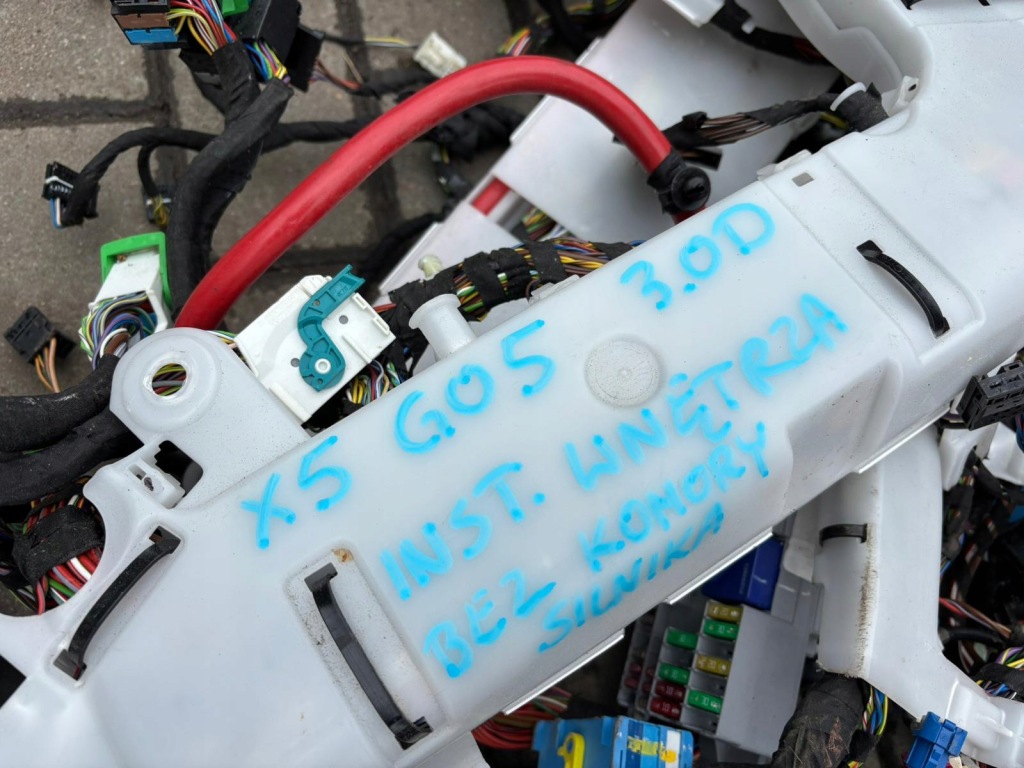 X5 G05 3.0D
INST. WNĘTRZA
BEZ KOMORY
SILNIKA